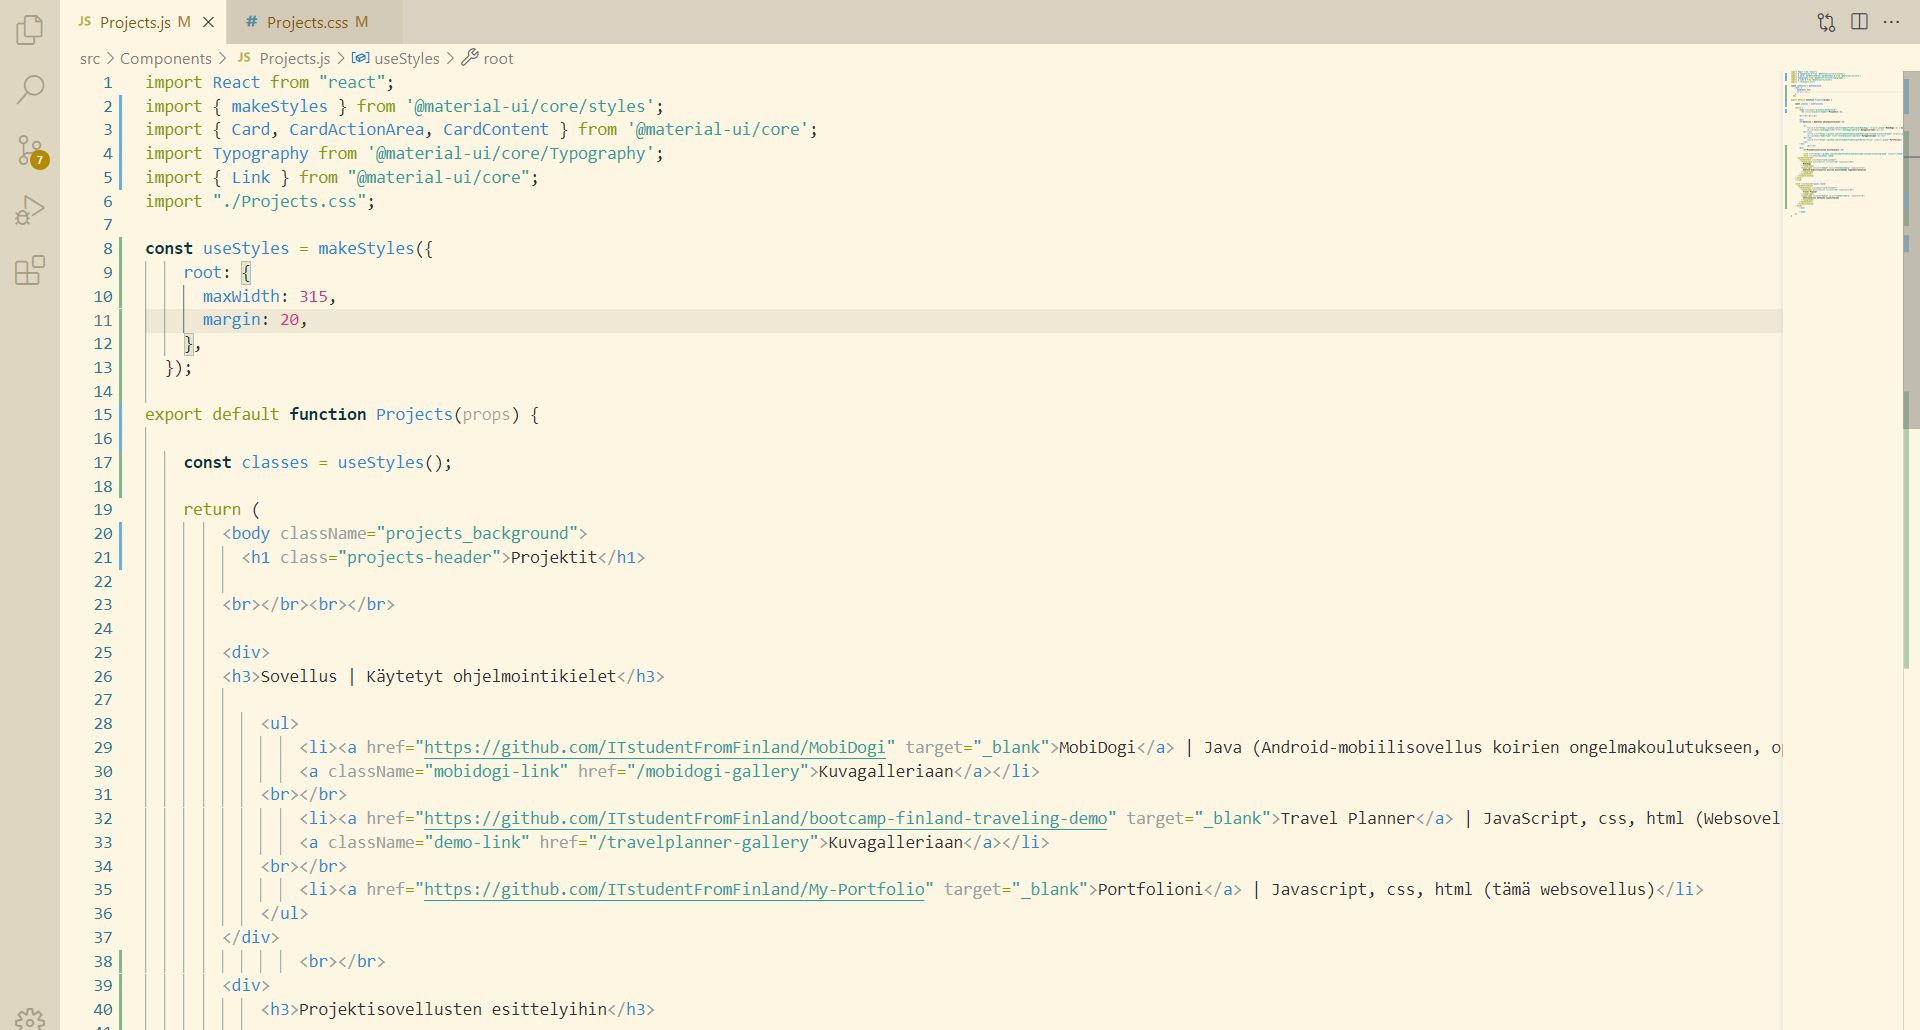 JS Projects.js M × # Projects.css M ···
src > Components > JS Projects.js > useStyles > root
1 import React from "react";
2 import { makeStyles } from '@material-ui/core/styles';
3 import { Card, CardActionArea, CardContent } from '@material-ui/core';
4 import Typography from '@material-ui/core/Typography';
5 import { Link } from "@material-ui/core";
6 import "./Projects.css";
7
8 const useStyles = makeStyles({
9 root: {
10 maxWidth: 315,
11 margin: 20,
12 },
13 });
14
15 export default function Projects(props) {
16
17 const classes = useStyles();
18
19 return (
20 <body className="projects_background">
21 <h1 class="projects-header">Projektit</h1>
22
23 <br></br><br></br>
24
25 <div>
26 <h3>Sovellus | Käytetyt ohjelmointikielet</h3>
27
28 <ul>
29 <li><a href="https://github.com/ITstudentFromFinland/MobiDogi" target="_blank">MobiDogi</a> | Java (Android-mobiilisovellus koirien ongelmakoulutukseen, o
30 <a className="mobidogi-link" href="/mobidogi-gallery">Kuvagalleriaan</a></li>
31 <br></br>
32 <li><a href="https://github.com/ITstudentFromFinland/bootcamp-finland-traveling-demo" target="_blank">Travel Planner</a> | JavaScript, css, html (Websovel
33 <a className="demo-link" href="/travelplanner-gallery">Kuvagalleriaan</a></li>
34 <br></br>
35 <li><a href="https://github.com/ITstudentFromFinland/My-Portfolio" target="_blank">Portfolioni</a> | Javascript, css, html (tämä websovellus)</li>
36 </ul>
37 </div>
38 <br></br>
39 <div>
40 <h3>Projektisovellusten esittelyihin</h3>
7